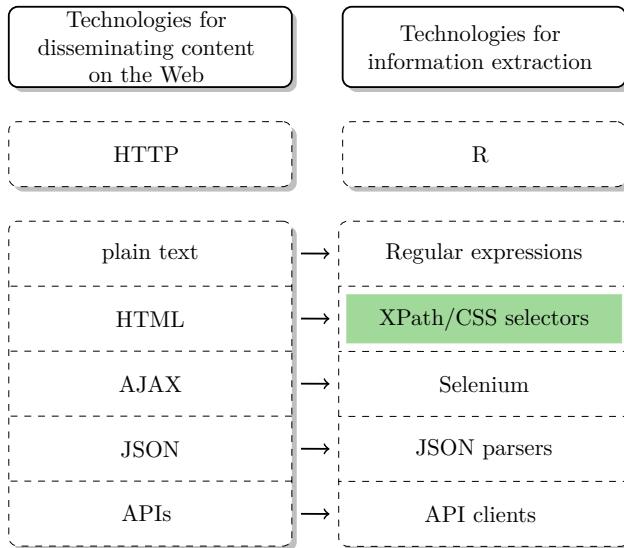 Technologies for
disseminating content
on the Web
Technologies for
information extraction
HTTP
R
plain text
Regular expressions
HTML
XPath/CSS selectors
AJAX
Selenium
JSON
JSON parsers
APIs
API clients